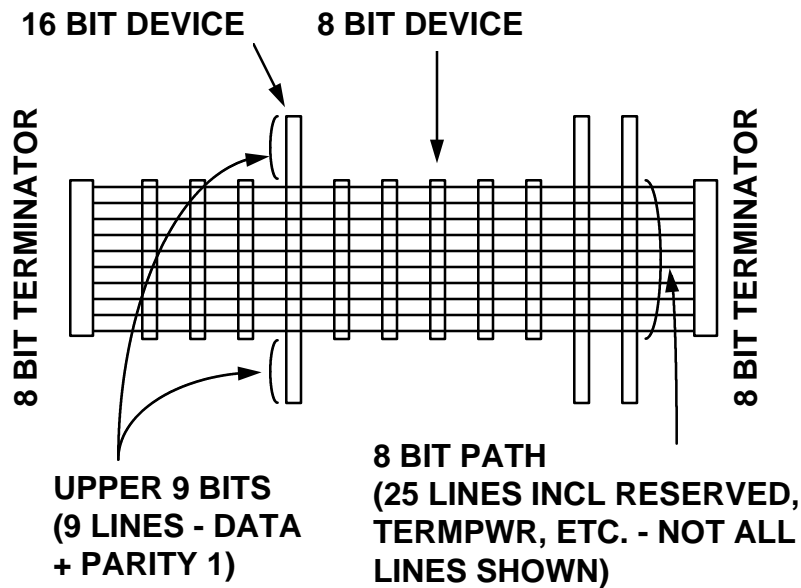 16 BIT DEVICE
8 BIT DEVICE
8 BIT TERMINATOR
8 BIT TERMINATOR
UPPER 9 BITS
(9 LINES - DATA
+ PARITY 1)
8 BIT PATH
(25 LINES INCL RESERVED,
TERMPWR, ETC. - NOT ALL
LINES SHOWN)